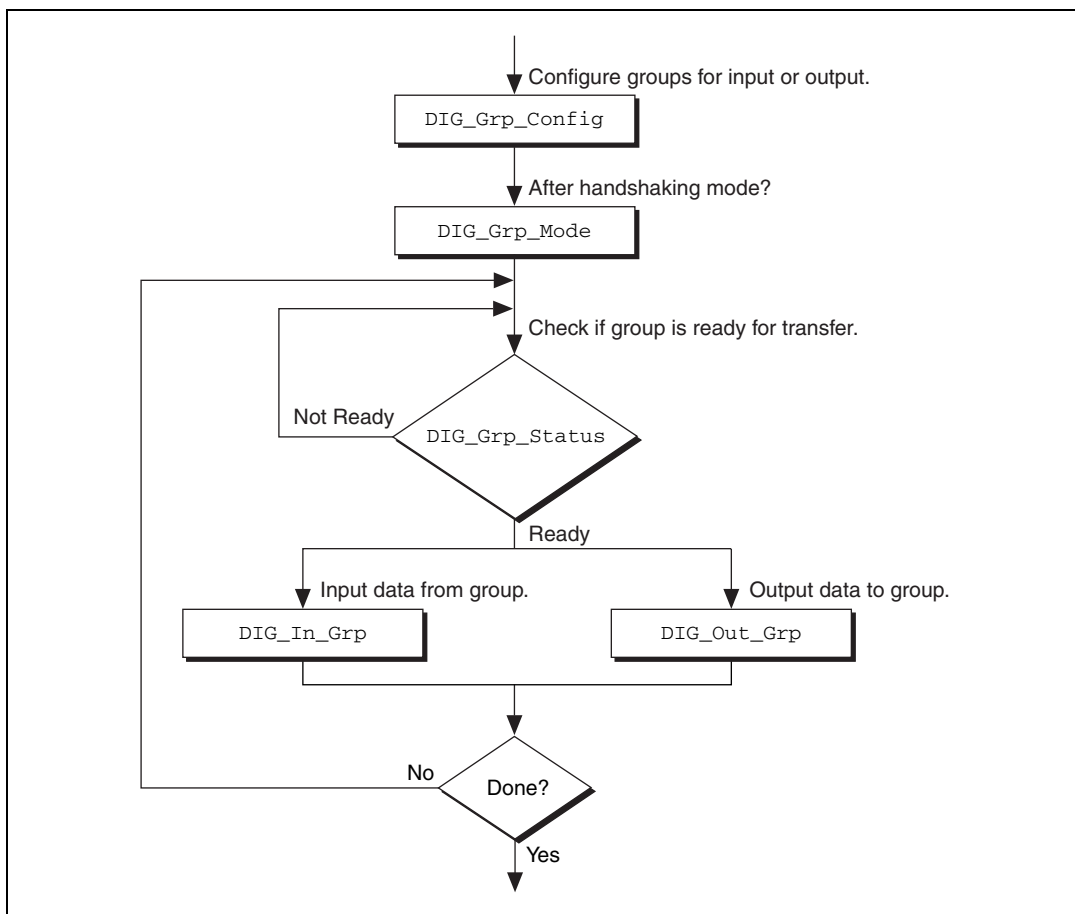 Configure groups for input or output.
DIG_Grp_Config
After handshaking mode?
DIG_Grp_Mode
Check if group is ready for transfer.
Not Ready
DIG_Grp_Status
Ready
Input data from group.
Output data to group.
DIG_In_Grp
DIG_Out_Grp
No
Done?
Yes